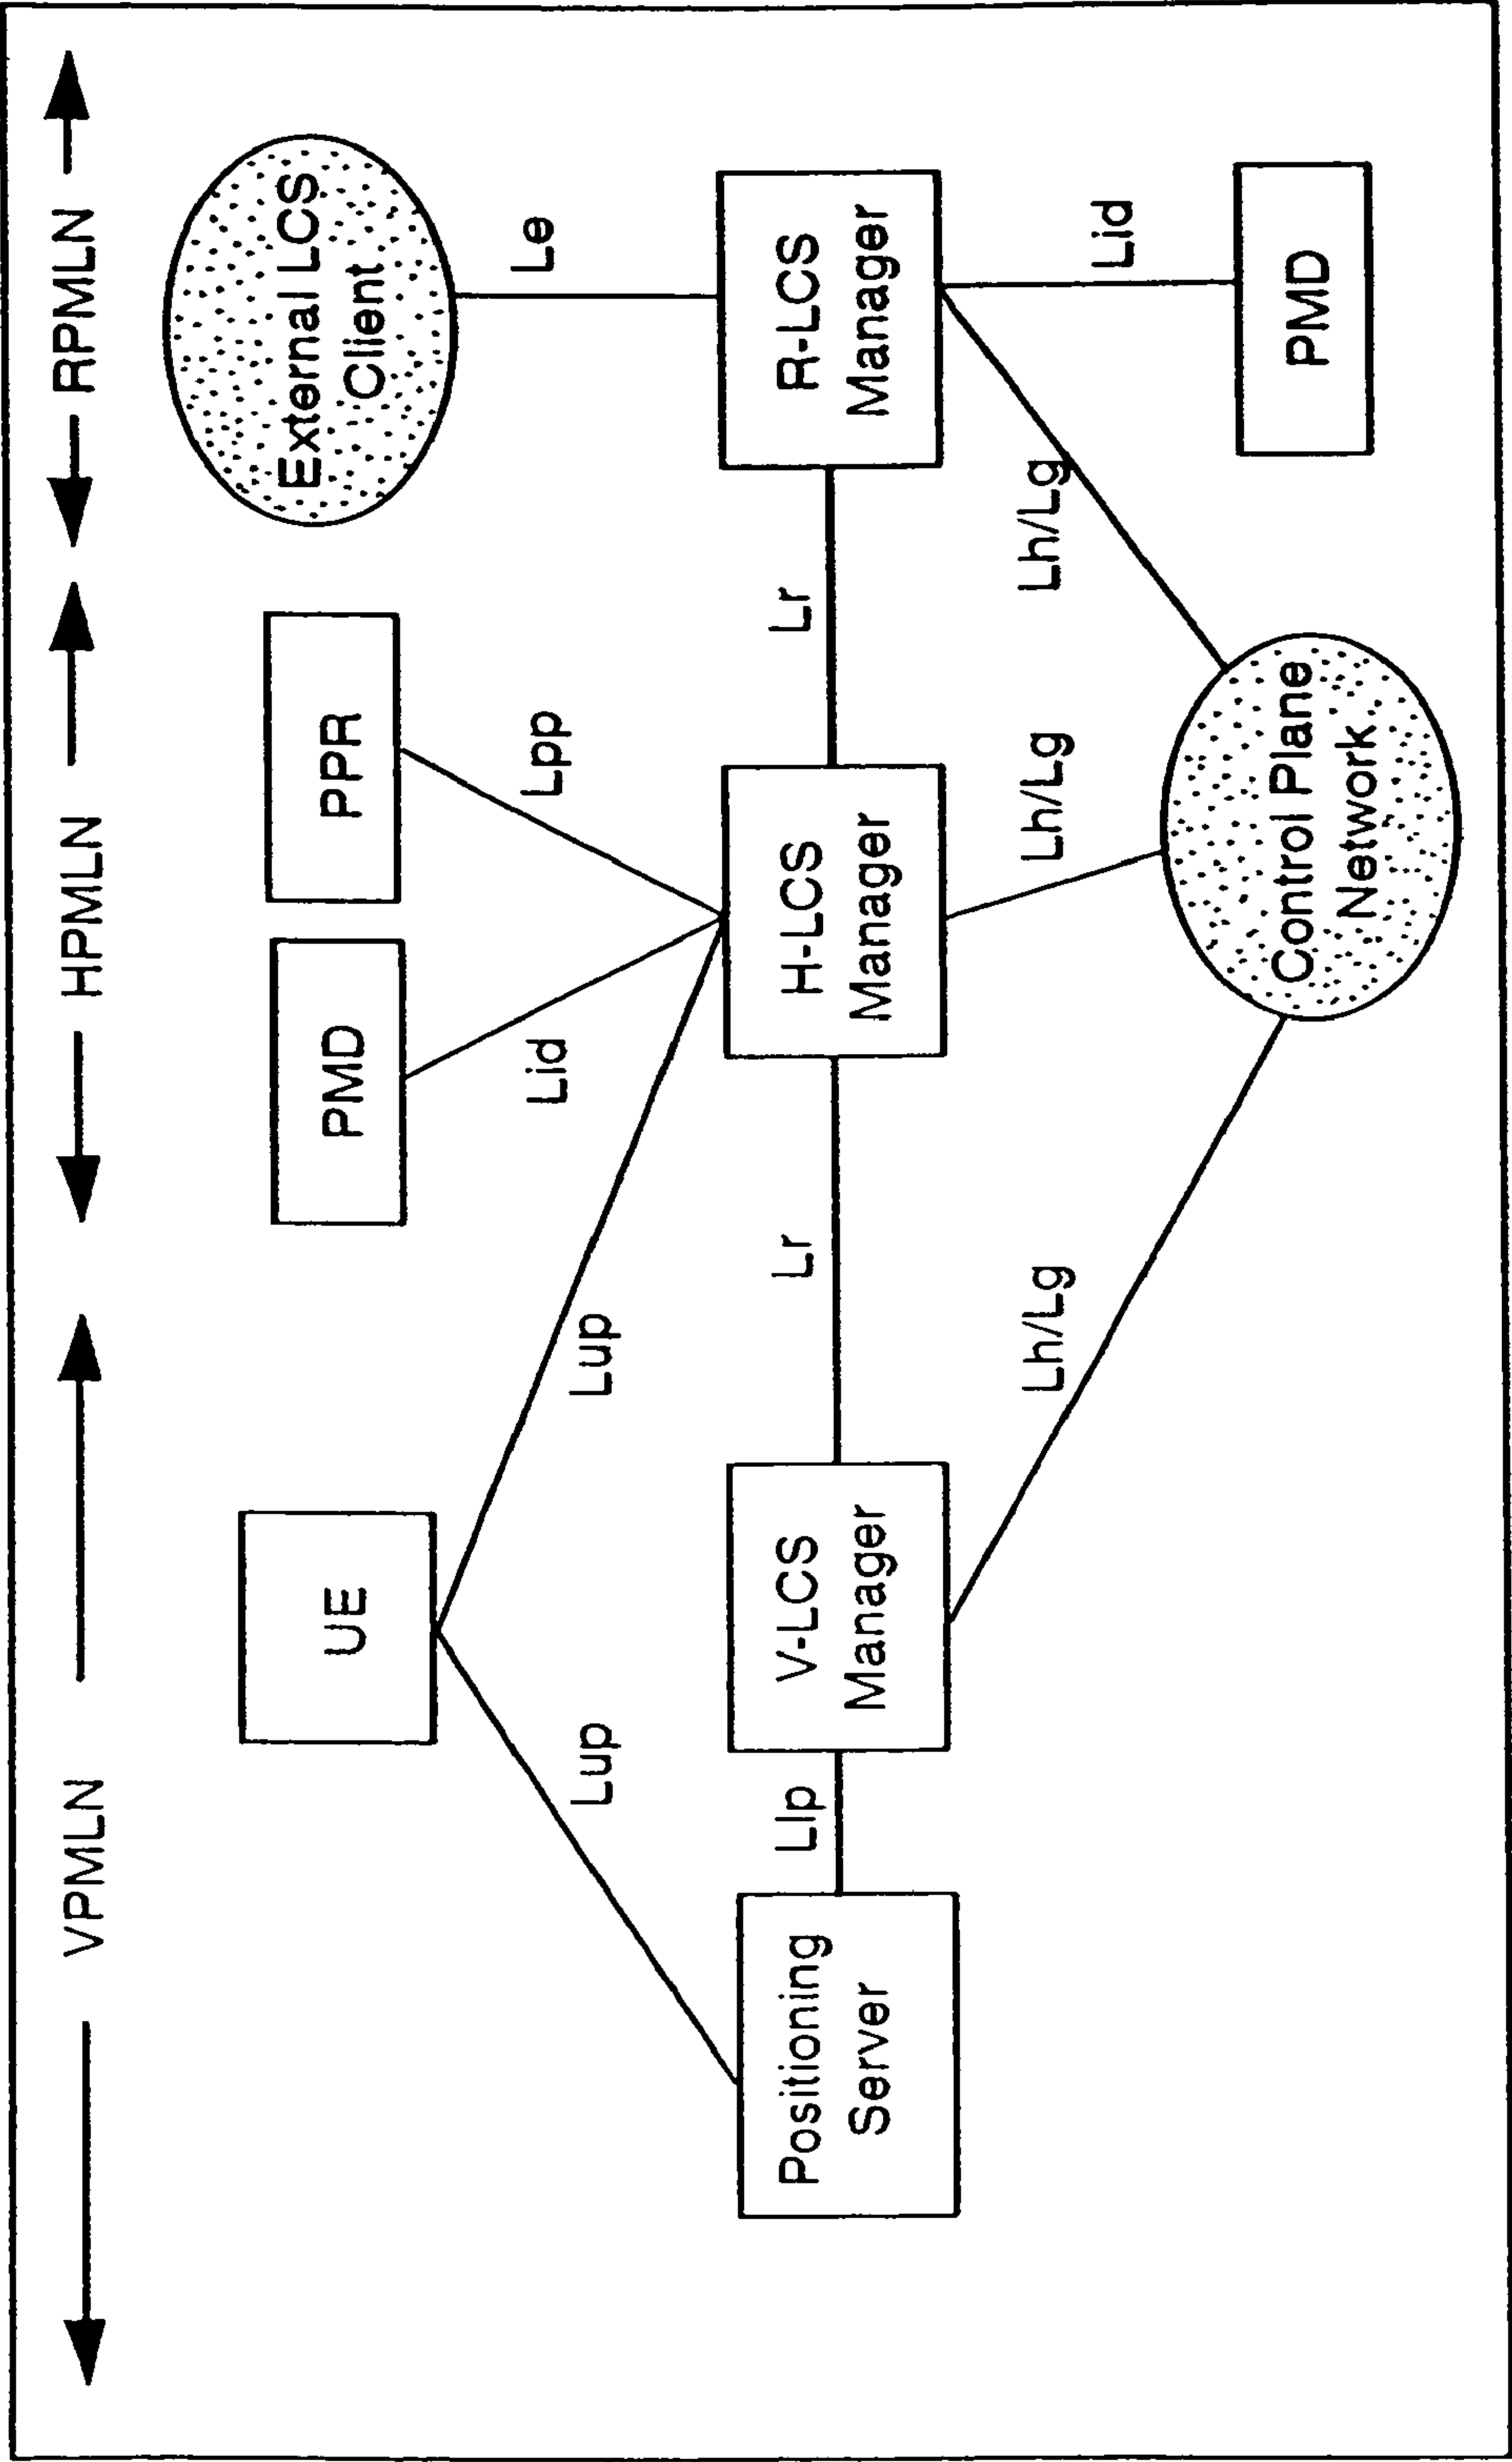 VPMLN
HPMLN
RPMLN
UE
PMD
PPR
External LCS
Client
Lup
Lup
Lid
Lpp
Le
Positioning
Server
Llp
V-LCS
Manager
Lr
H-LCS
Manager
Lr
R-LCS
Manager
Lh/Lg
Lh/Lg
Lh/Lg
Lid
Control Plane
Network
PMD